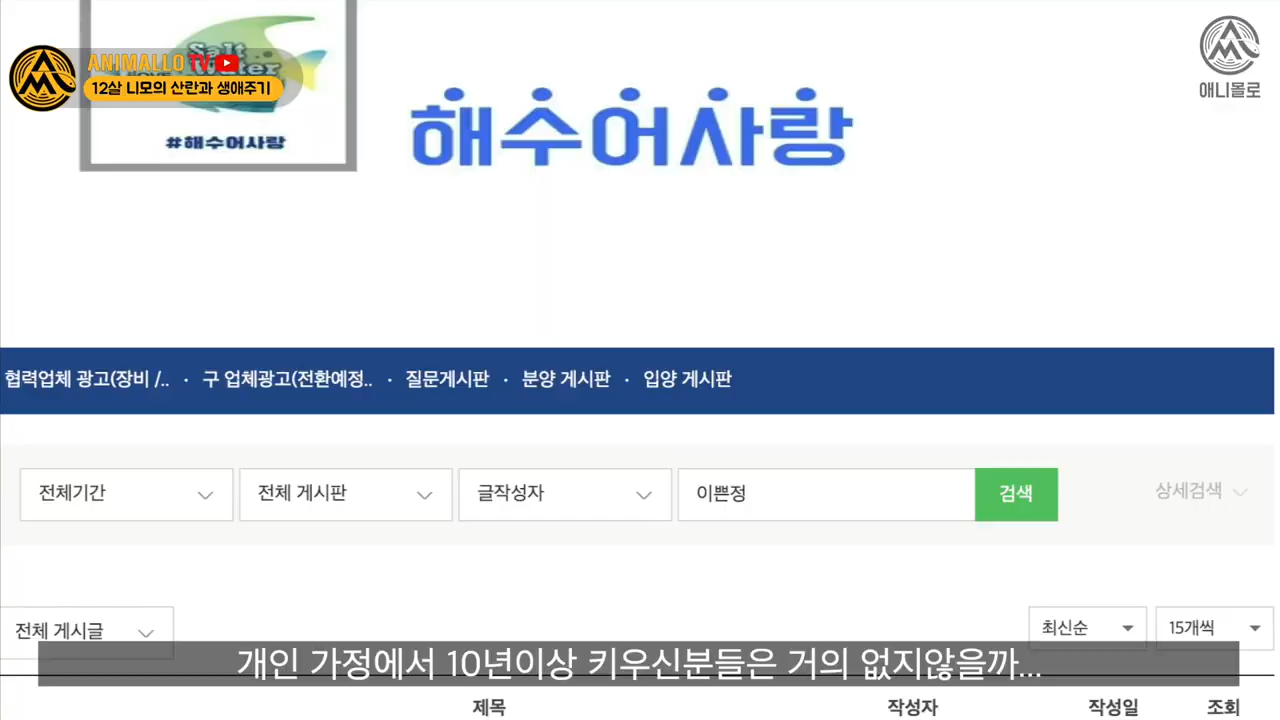 ANIMALLO TV
12살 니모의 산란과 생애주기
Salt
Water
#해수어사랑
해수어사랑
애니몰로
협력업체 광고(장비 /.. · 구 업체광고(전환예정.. · 질문게시판 · 분양 게시판 · 입양 게시판
전체기간
전체 게시판
글작성자
이쁜정
검색
상세검색
전체 게시글
최신순
15개씩
개인 가정에서 10년이상 키우신분들은 거의 없지않을까...
제목
작성자
작성일
조회